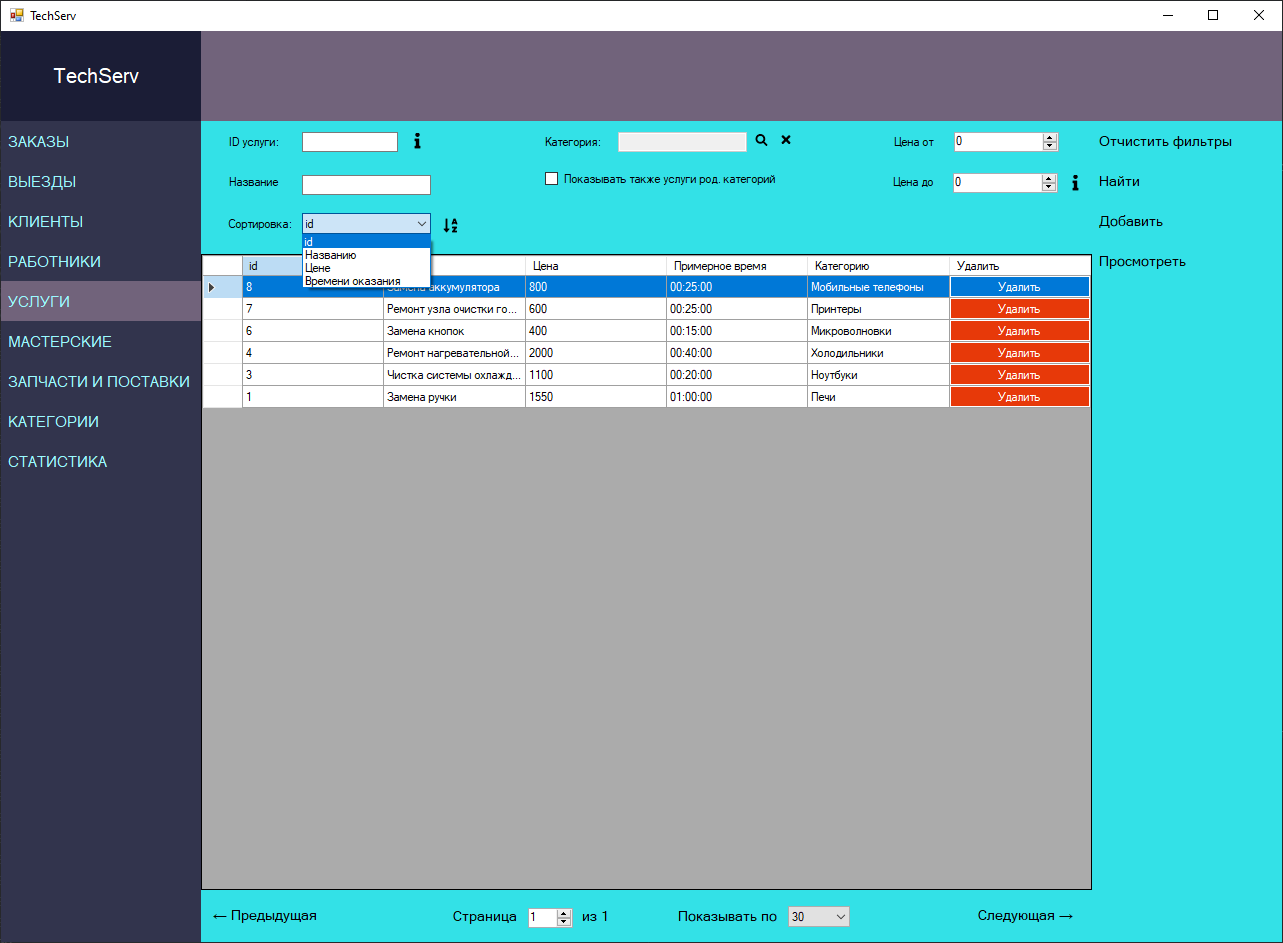 TechServ
TechServ
ЗАКАЗЫ
ВЫЕЗДЫ
КЛИЕНТЫ
РАБОТНИКИ
УСЛУГИ
МАСТЕРСКИЕ
ЗАПЧАСТИ И ПОСТАВКИ
КАТЕГОРИИ
СТАТИСТИКА
ID услуги:
Категория:
Цена от 0
Отчистить фильтры
Название
Показывать также услуги род. категорий
Цена до 0
Найти
Сортировка: id
Добавить
id
Названию
Цене
Времени оказания
Просмотреть
id Цена Примерное время Категорию Удалить
8 Замена аккумулятора 800 00:25:00 Мобильные телефоны Удалить
7 Ремонт узла очистки го... 600 00:25:00 Принтеры Удалить
6 Замена кнопок 400 00:15:00 Микроволновки Удалить
4 Ремонт нагревательной... 2000 00:40:00 Холодильники Удалить
3 Чистка системы охлажд... 1100 00:20:00 Ноутбуки Удалить
1 Замена ручки 1550 01:00:00 Печи Удалить
← Предыдущая Страница 1 из 1 Показывать по 30 Следующая →